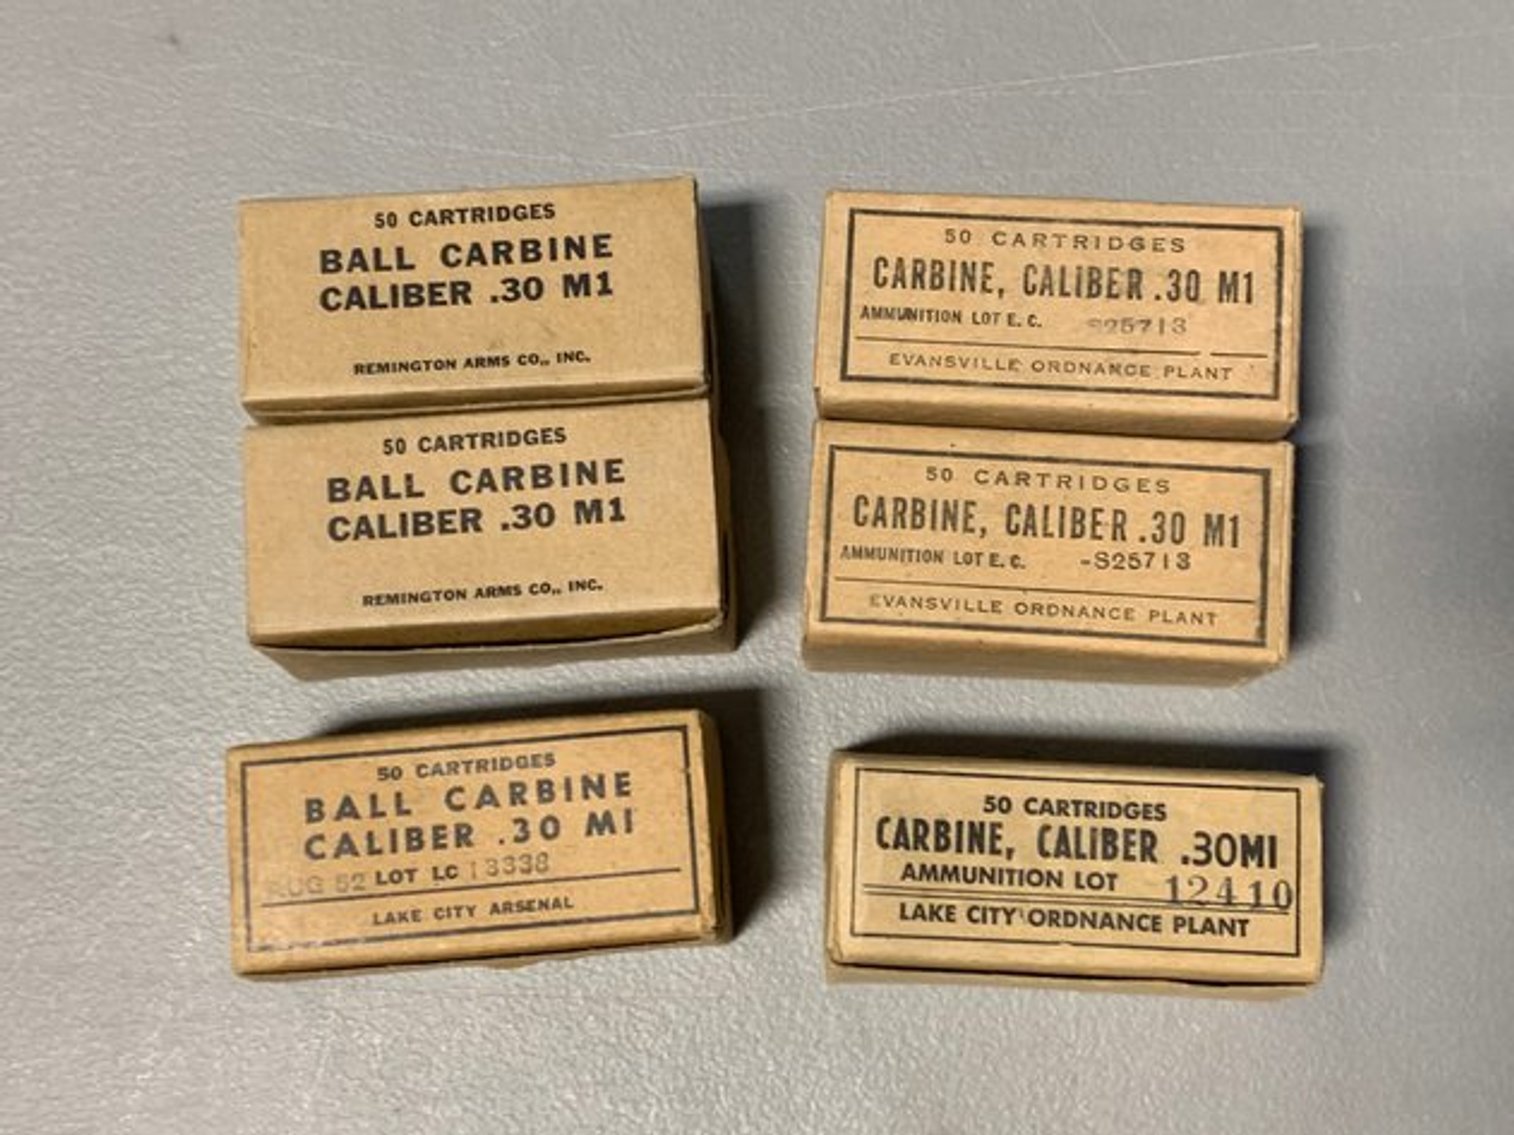 50 CARTRIDGES
BALL CARBINE
CALIBER .30 M1
REMINGTON ARMS CO., INC.
50 CARTRIDGES
CARBINE, CALIBER .30 M1
AMMUNITION LOT E. C. S25713
EVANSVILLE ORDNANCE PLANT
50 CARTRIDGES
BALL CARBINE
CALIBER .30 M1
REMINGTON ARMS CO., INC.
50 CARTRIDGES
CARBINE, CALIBER .30 M1
AMMUNITION LOT E. C. -S25713
EVANSVILLE ORDNANCE PLANT
50 CARTRIDGES
BALL CARBINE
CALIBER .30 M1
AUG 52 LOT LC 13338
LAKE CITY ARSENAL
50 CARTRIDGES
CARBINE, CALIBER .30M1
AMMUNITION LOT 12410
LAKE CITY ORDNANCE PLANT